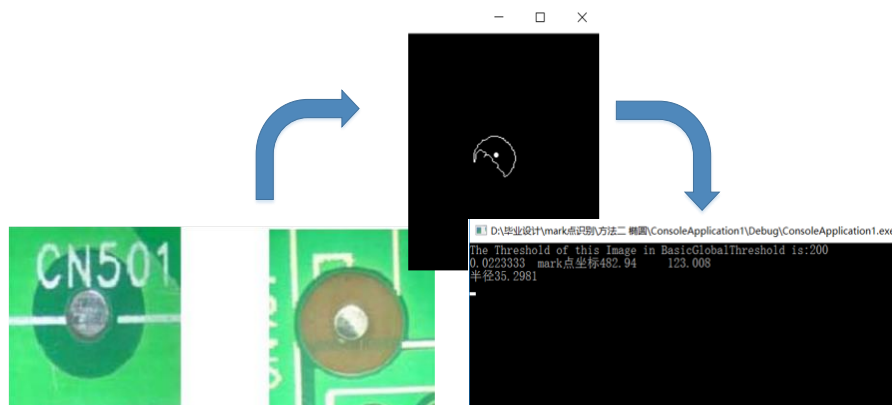 CN501
D:\毕业设计\mark点识别\方法二 椭圆\ConsoleApplication1\Debug\ConsoleApplication1.exe
The Threshold of this Image in BasicGlobalThreshold is:200
0.0223333 mark点坐标482.94 123.008
半径35.2981